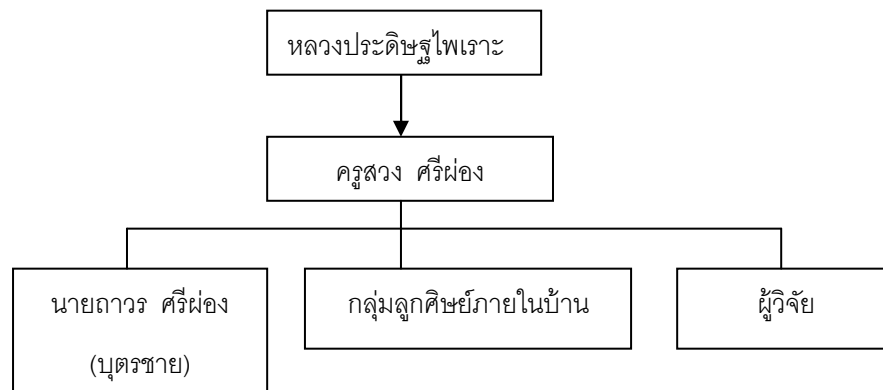 หลวงประดิษฐไพเราะ
ครูสวง ศรีผ่อง
นายถาวร ศรีผ่อง
(บุตรชาย)
กลุ่มลูกศิษย์ภายในบ้าน
ผู้วิจัย